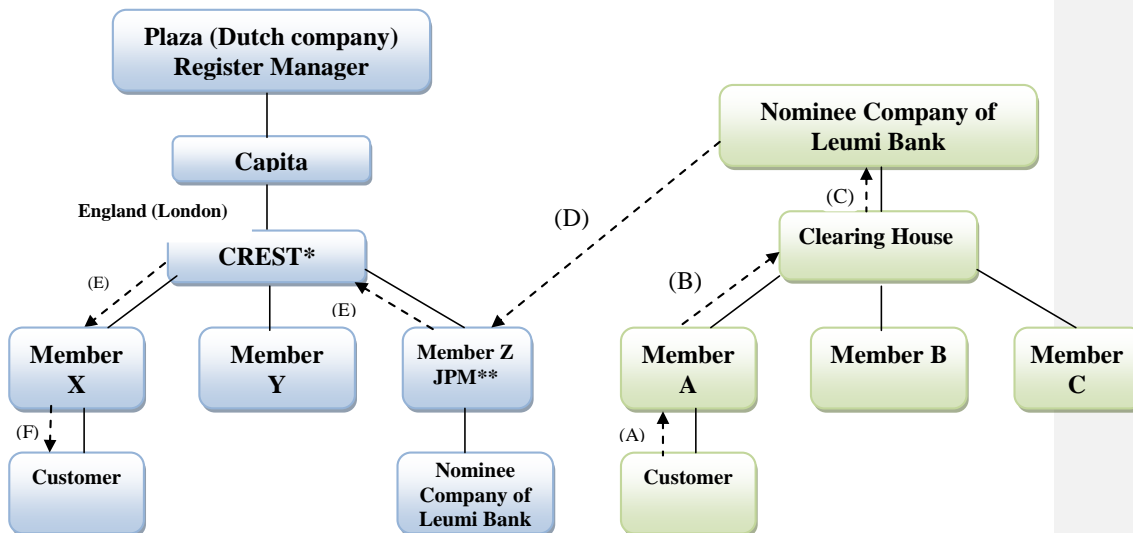 Plaza (Dutch company)
Register Manager
Capita
England (London)
CREST*
(E)
(E)
Member
X
Member
Y
Member Z
JPM**
(F)
Customer
Nominee
Company of
Leumi Bank
(D)
Nominee Company of
Leumi Bank
(C)
Clearing House
(B)
Member
A
Member B
Member
C
(A)
Customer